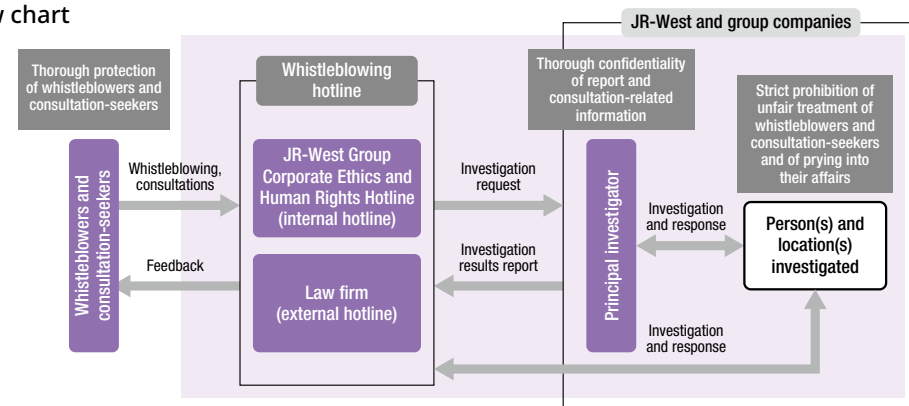 w chart
JR-West and group companies
Thorough protection
of whistleblowers and
consultation-seekers
Whistleblowing
hotline
Thorough confidentiality
of report and
consultation-related
information
Strict prohibition of
unfair treatment of
whistleblowers and
consultation-seekers
and of prying into
their affairs
Whistleblowers and
consultation-seekers
Whistleblowing,
consultations
Feedback
JR-West Group
Corporate Ethics and
Human Rights Hotline
(internal hotline)
Law firm
(external hotline)
Investigation
request
Investigation
results report
Principal investigator
Investigation
and response
Person(s) and
location(s)
investigated
Investigation
and response